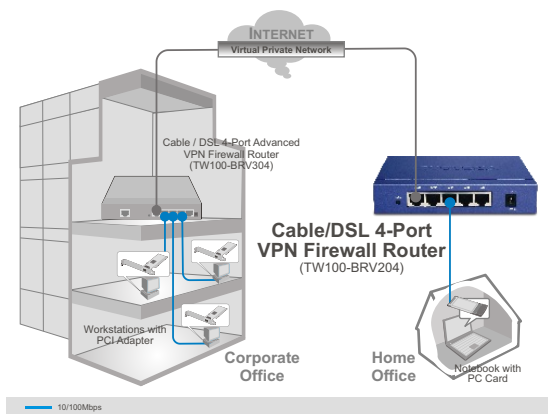 INTERNET
Virtual Private Network
Cable / DSL 4-Port Advanced
VPN Firewall Router
(TW100-BRV304)
Cable/DSL 4-Port
VPN Firewall Router
(TW100-BRV204)
Workstations with
PCI Adapter
Corporate
Office
Home
Office
Notebook with
PC Card
10/100Mbps